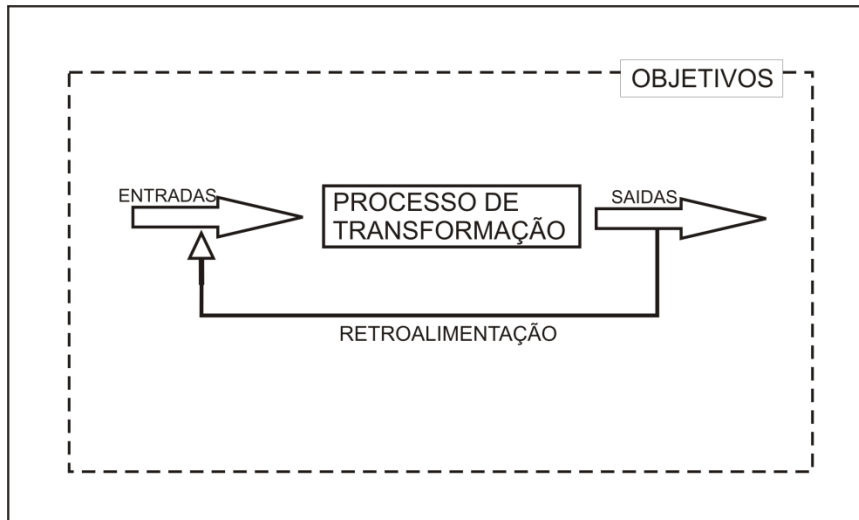 OBJETIVOS
ENTRADAS
PROCESSO DE
TRANSFORMAÇÃO
SAIDAS
RETROALIMENTAÇÃO